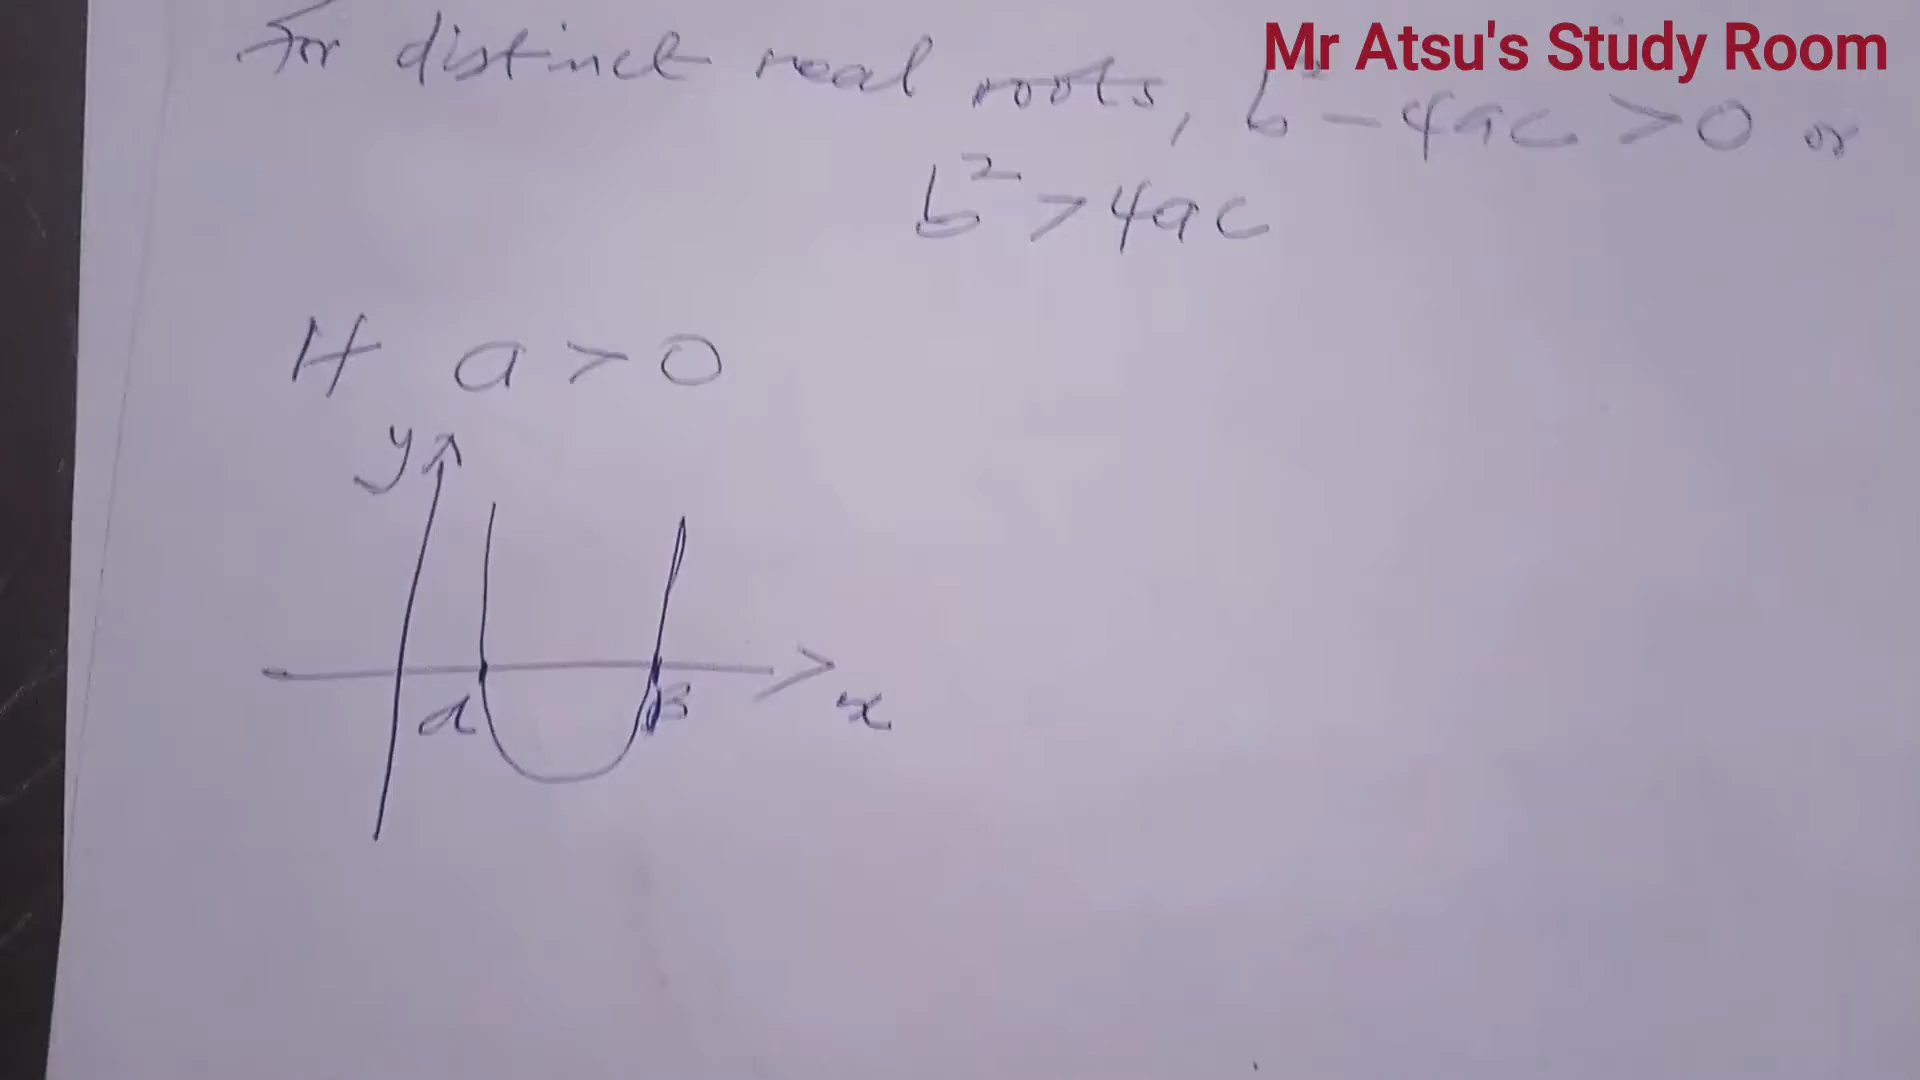 Mr Atsu's Study Room
For distinct real roots, b² - 4ac > 0 or
b² > 4ac
If a > 0
y
α β x